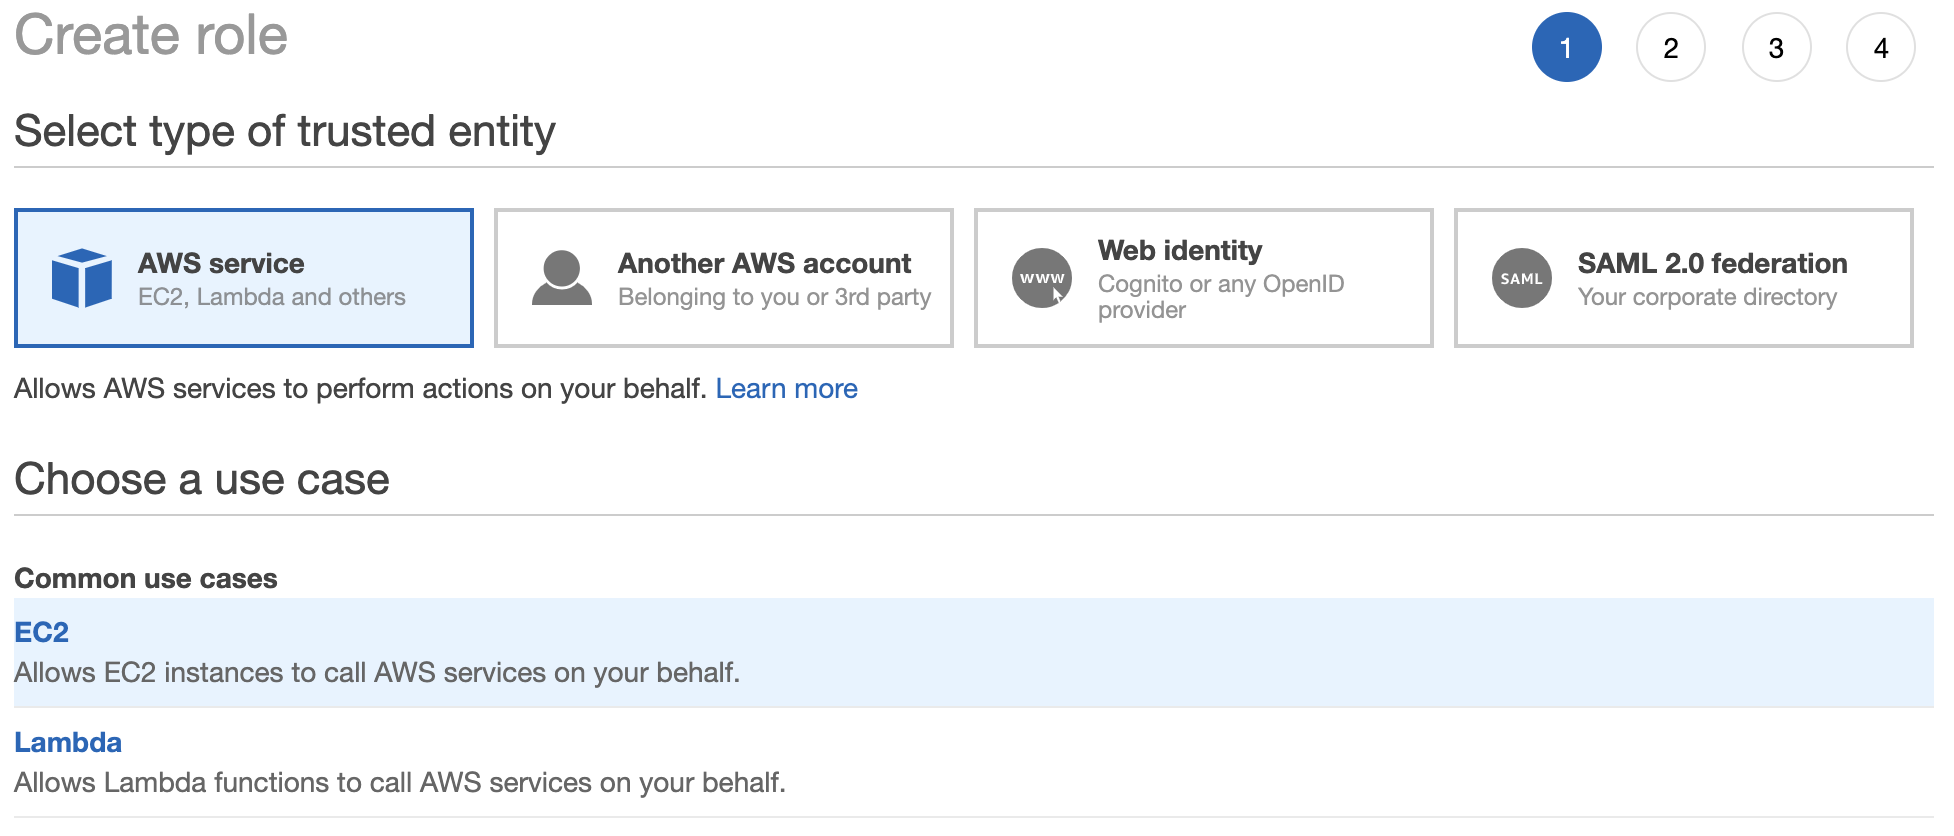 Create role
1 2 3 4
Select type of trusted entity
AWS service
EC2, Lambda and others
Another AWS account
Belonging to you or 3rd party
www
Web identity
Cognito or any OpenID
provider
SAML
SAML 2.0 federation
Your corporate directory
Allows AWS services to perform actions on your behalf. Learn more
Choose a use case
Common use cases
EC2
Allows EC2 instances to call AWS services on your behalf.
Lambda
Allows Lambda functions to call AWS services on your behalf.